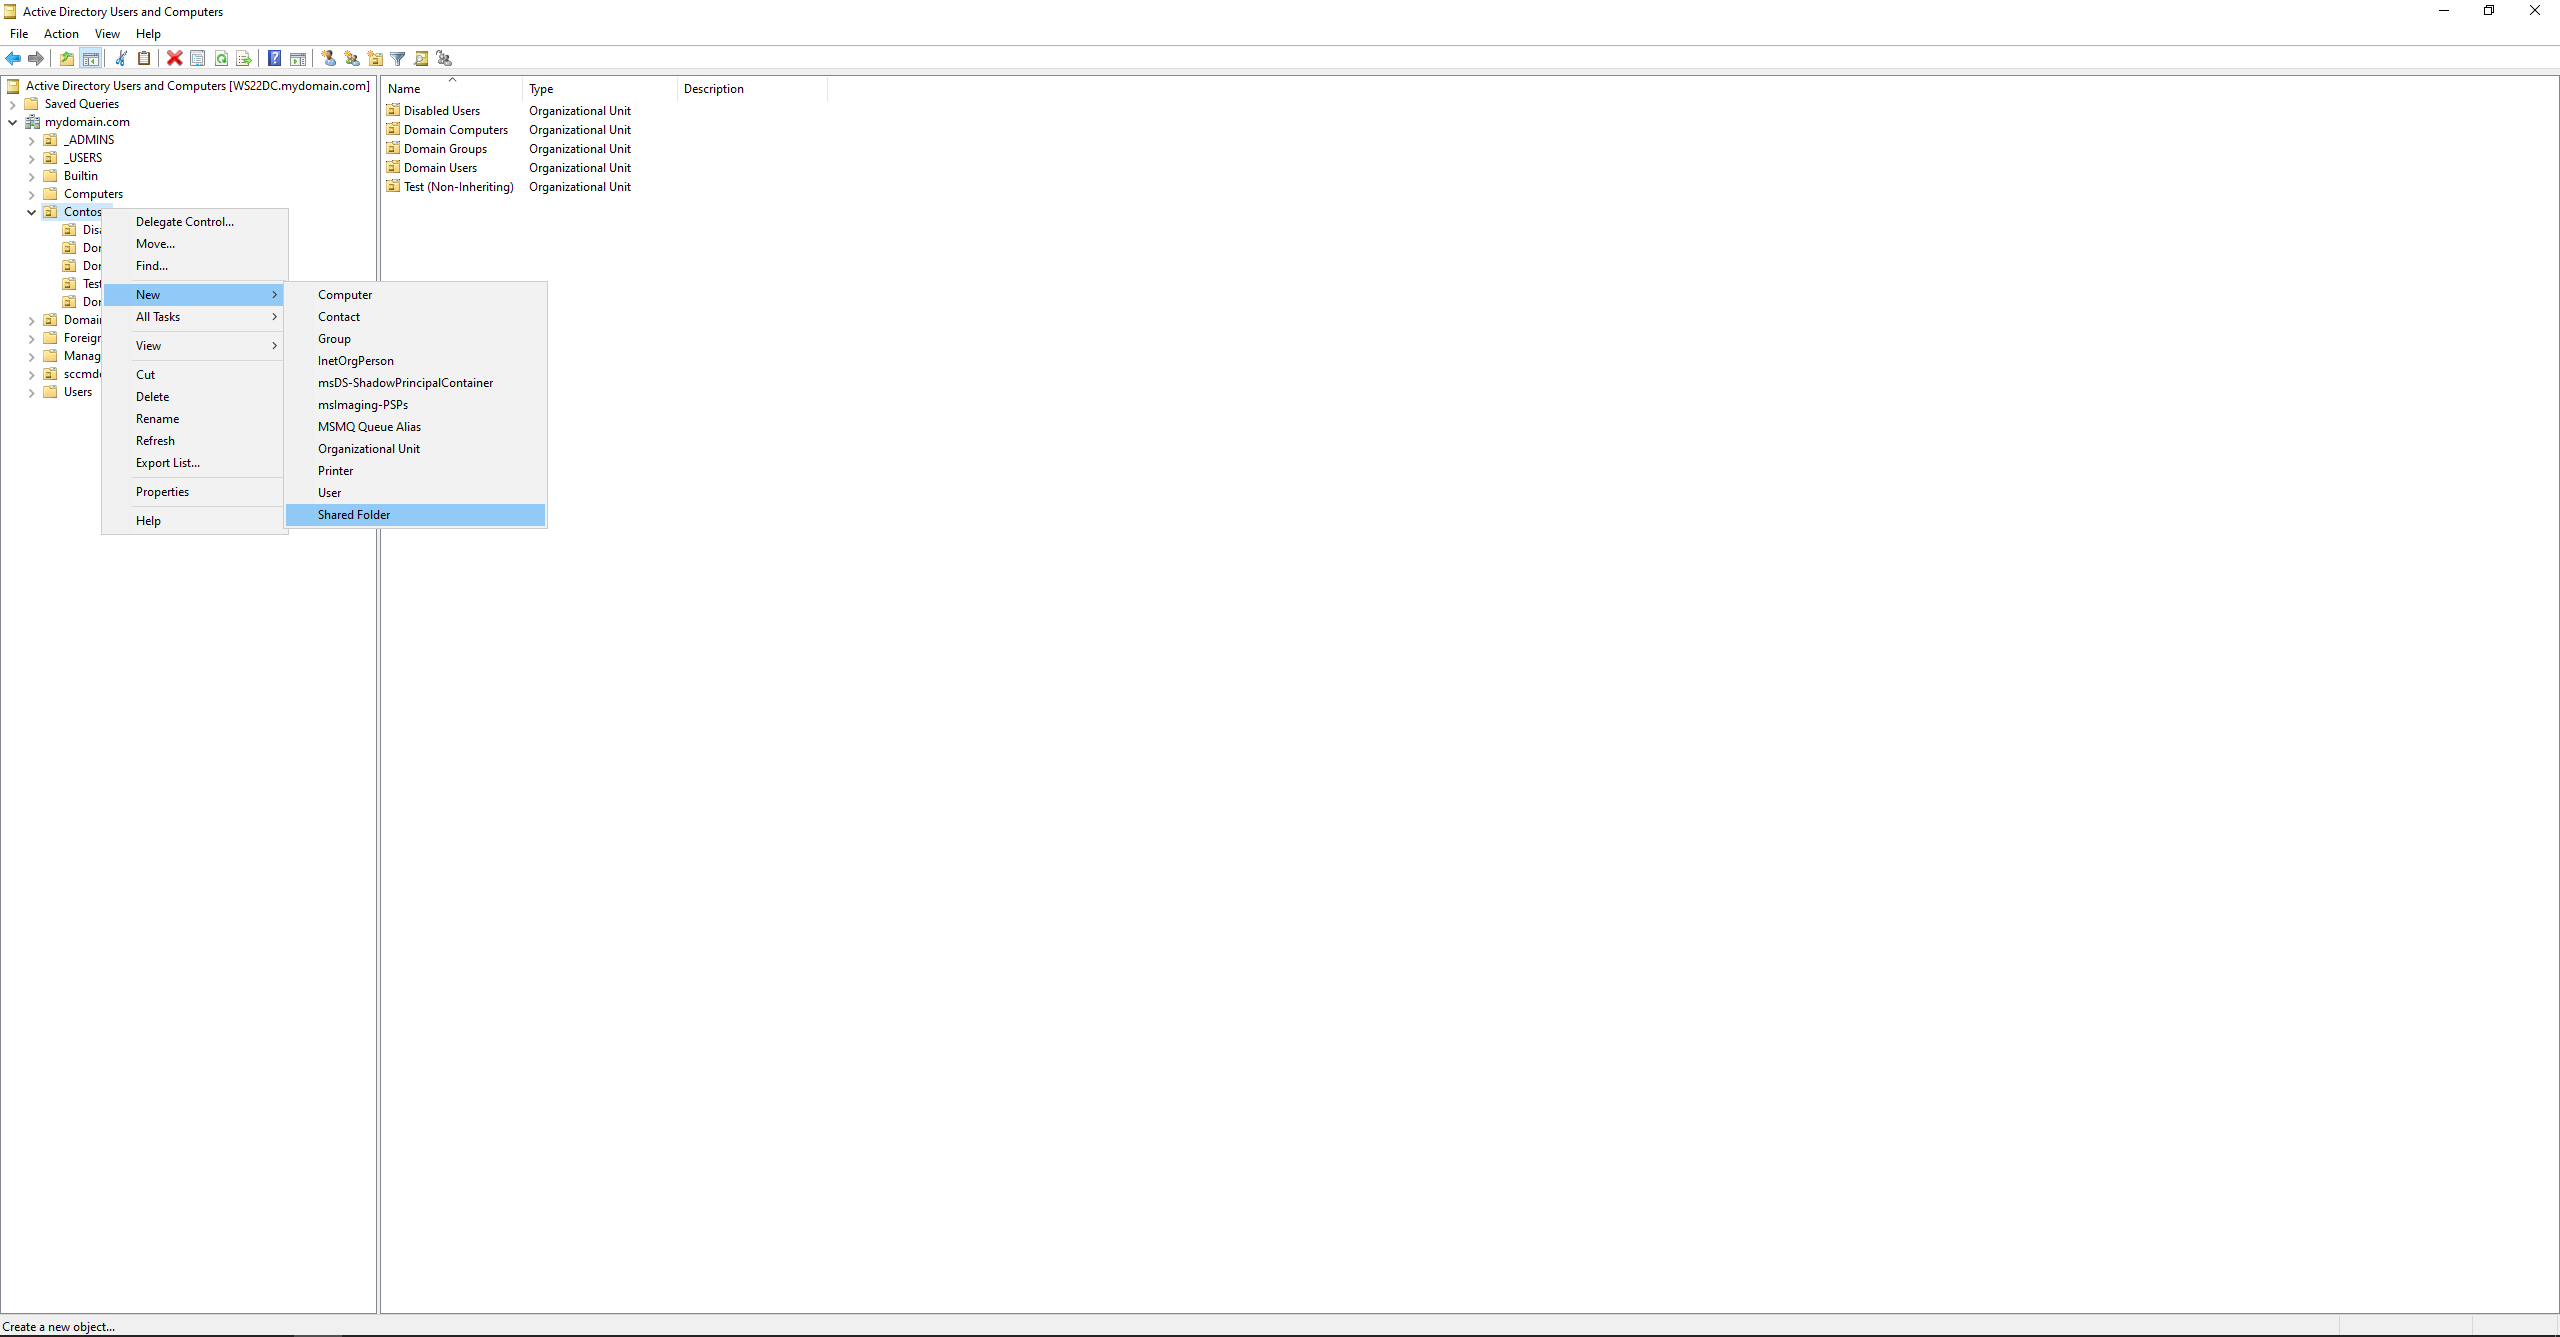 Active Directory Users and Computers
File Action View Help
Active Directory Users and Computers [WS22DC.mydomain.com]
Saved Queries
mydomain.com
_ADMINS
_USERS
Builtin
Computers
Contos
Disa
Dor
Dor
Test
Dor
Domain
Foreign
Manag
sccmd
Users
Delegate Control...
Move...
Find...
New
All Tasks
View
Cut
Delete
Rename
Refresh
Export List...
Properties
Help
Computer
Contact
Group
InetOrgPerson
msDS-ShadowPrincipalContainer
msImaging-PSPs
MSMQ Queue Alias
Organizational Unit
Printer
User
Shared Folder
Name Type Description
Disabled Users Organizational Unit
Domain Computers Organizational Unit
Domain Groups Organizational Unit
Domain Users Organizational Unit
Test (Non-Inheriting) Organizational Unit
Create a new object...